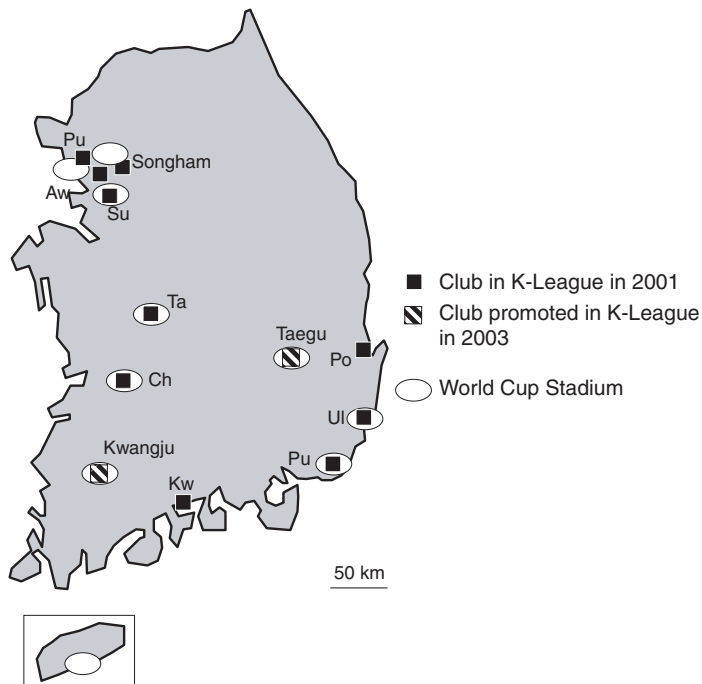 Pu
Songham
Aw
Su
Ta
Taegu
Po
Ch
Ul
Kwangju
Pu
Kw
Club in K-League in 2001
Club promoted in K-League
in 2003
World Cup Stadium
50 km